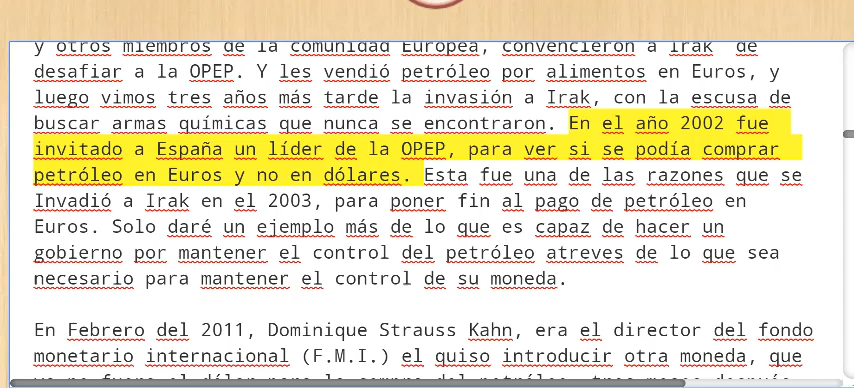 y otros miembros de la comunidad Europea, convencieron a Irak de
desafiar a la OPEP. Y les vendió petróleo por alimentos en Euros, y
luego vimos tres años más tarde la invasión a Irak, con la escusa de
buscar armas químicas que nunca se encontraron. En el año 2002 fue
invitado a España un líder de la OPEP, para ver si se podía comprar
petróleo en Euros y no en dólares. Esta fue una de las razones que se
Invadió a Irak en el 2003, para poner fin al pago de petróleo en
Euros. Solo daré un ejemplo más de lo que es capaz de hacer un
gobierno por mantener el control del petróleo atreves de lo que sea
necesario para mantener el control de su moneda.
En Febrero del 2011, Dominique Strauss Kahn, era el director del fondo
monetario internacional (F.M.I.) el quiso introducir otra moneda, que